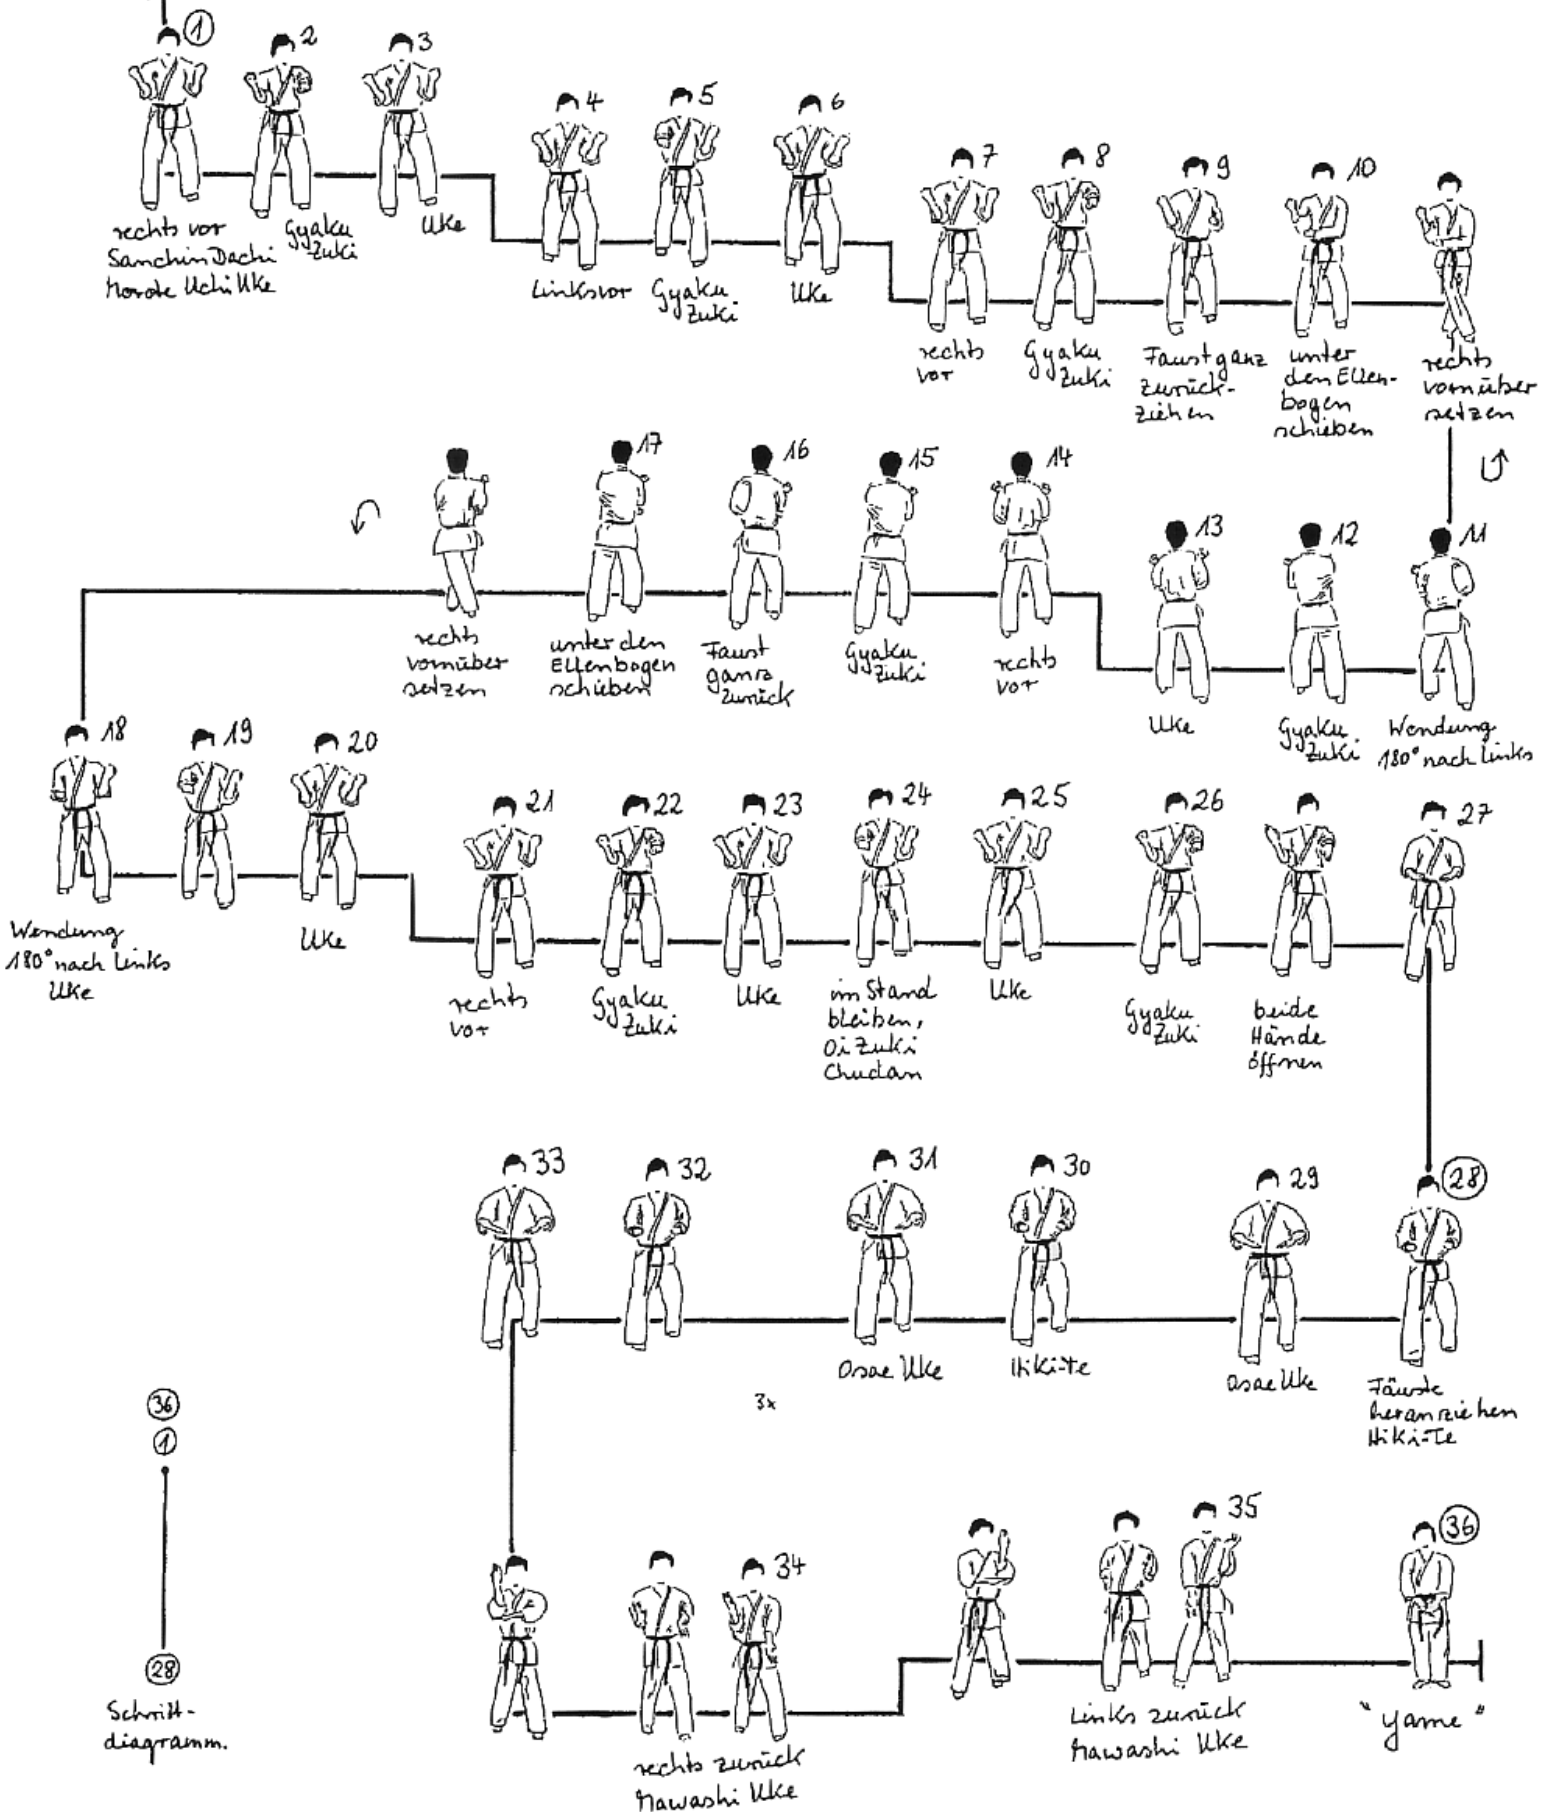 1
2
3
rechts vor
Sanchin Dachi
Morote Uchi Uke
Gyaku
Zuki
Uke
4
5
6
Links vor
Gyaku
Zuki
Uke
7
8
9
10
rechts
vor
Gyaku
Zuki
Faust ganz
zurück-
ziehen
unter
den Ellen-
bogen
schieben
rechts
vornüber
setzen
17
16
15
14
13
12
11
rechts
vornüber
setzen
unter den
Ellenbogen
schieben
Faust
ganz
zurück
Gyaku
Zuki
rechts
vor
Uke
Gyaku
Zuki
Wendung
180° nach Links
18
19
20
Wendung
180° nach Links
Uke
Uke
21
22
23
24
25
26
27
rechts
vor
Gyaku
Zuki
Uke
im Stand
bleiben,
Oi Zuki
Chudan
Uke
Gyaku
Zuki
beide
Hände
öffnen
33
32
31
30
29
28
Osae Uke
Hiki-Te
Osae Uke
Fäuste
heranziehen
Hiki-Te
3x
36
1
28
Schritt-
diagramm.
34
35
36
rechts zurück
Mawashi Uke
Links zurück
Mawashi Uke
"Yame"